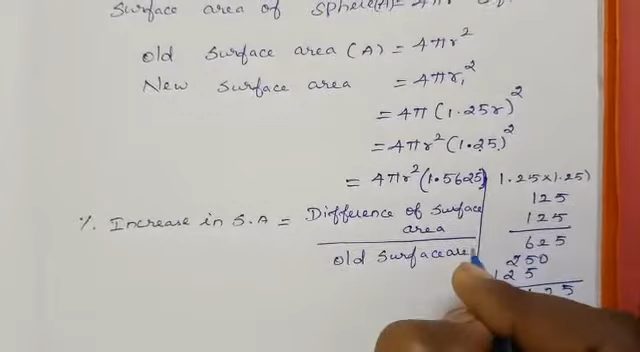 Surface area of sphere(A) = 4πr²
Old Surface area (A) = 4πr²
New surface area = 4πr₁²
= 4π(1.25r)²
= 4πr²(1.25)²
= 4πr²(1.5625)
1.25×1.25)
125
125
625
250
125
%. Increase in S.A = Difference of Surface
area
old surface are